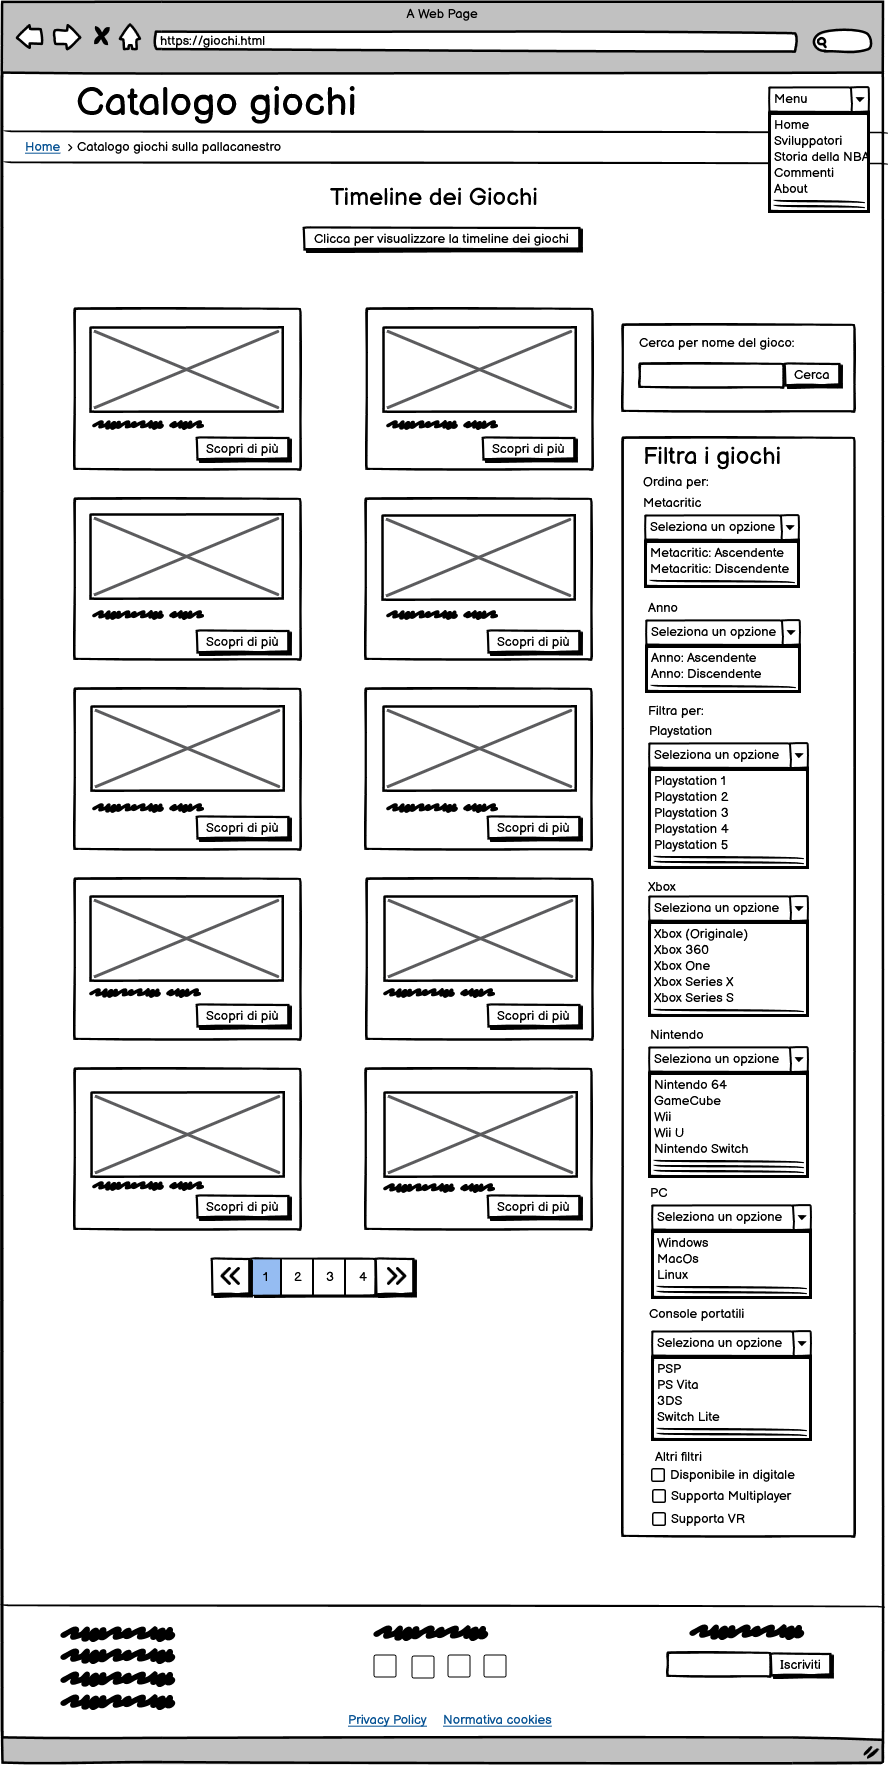 A Web Page
https://giochi.html
Catalogo giochi
Menu
Home
Sviluppatori
Storia della NBA
Commenti
About
Home > Catalogo giochi sulla pallacanestro
Timeline dei Giochi
Clicca per visualizzare la timeline dei giochi
Scopri di più
Scopri di più
Scopri di più
Scopri di più
Scopri di più
Scopri di più
Scopri di più
Scopri di più
Scopri di più
Scopri di più
1 2 3 4
Cerca per nome del gioco:
Cerca
Filtra i giochi
Ordina per:
Metacritic
Seleziona un opzione
Metacritic: Ascendente
Metacritic: Discendente
Anno
Seleziona un opzione
Anno: Ascendente
Anno: Discendente
Filtra per:
Playstation
Seleziona un opzione
Playstation 1
Playstation 2
Playstation 3
Playstation 4
Playstation 5
Xbox
Seleziona un opzione
Xbox (Originale)
Xbox 360
Xbox One
Xbox Series X
Xbox Series S
Nintendo
Seleziona un opzione
Nintendo 64
GameCube
Wii
Wii U
Nintendo Switch
PC
Seleziona un opzione
Windows
MacOs
Linux
Console portatili
Seleziona un opzione
PSP
PS Vita
3DS
Switch Lite
Altri filtri
Disponibile in digitale
Supporta Multiplayer
Supporta VR
Iscriviti
Privacy Policy Normativa cookies